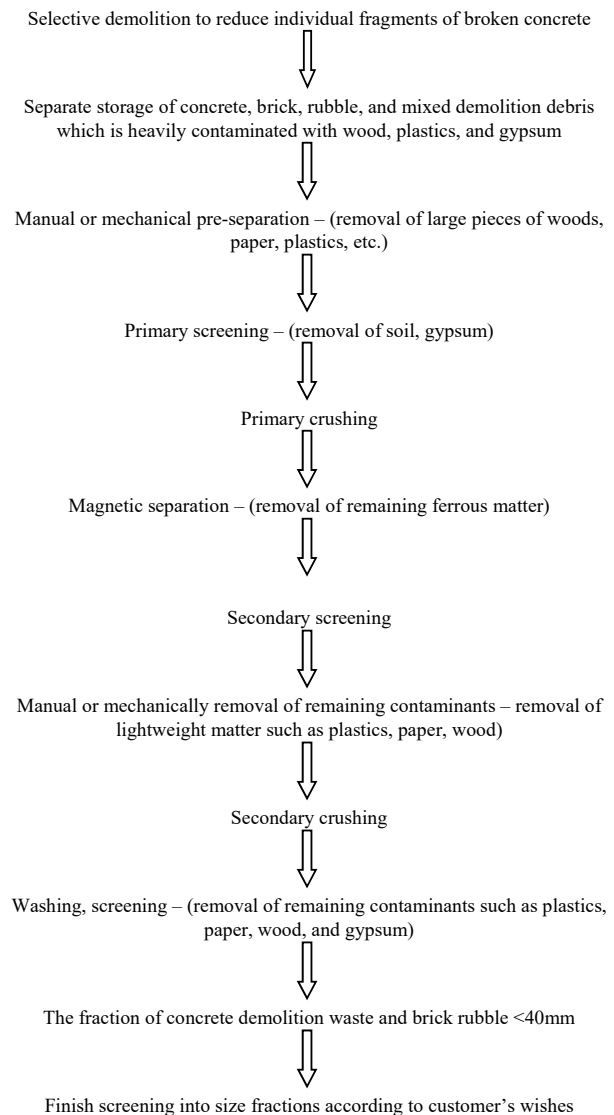 Selective demolition to reduce individual fragments of broken concrete
Separate storage of concrete, brick, rubble, and mixed demolition debris
which is heavily contaminated with wood, plastics, and gypsum
Manual or mechanical pre-separation – (removal of large pieces of woods,
paper, plastics, etc.)
Primary screening – (removal of soil, gypsum)
Primary crushing
Magnetic separation – (removal of remaining ferrous matter)
Secondary screening
Manual or mechanically removal of remaining contaminants – removal of
lightweight matter such as plastics, paper, wood)
Secondary crushing
Washing, screening – (removal of remaining contaminants such as plastics,
paper, wood, and gypsum)
The fraction of concrete demolition waste and brick rubble <40mm
Finish screening into size fractions according to customer’s wishes